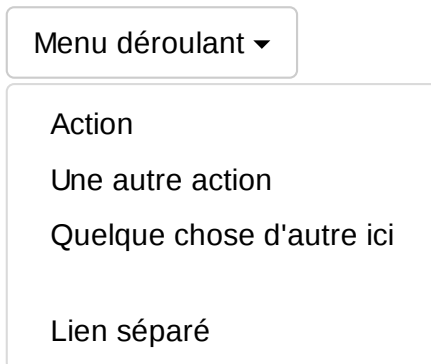 Menu déroulant
Action
Une autre action
Quelque chose d'autre ici
Lien séparé